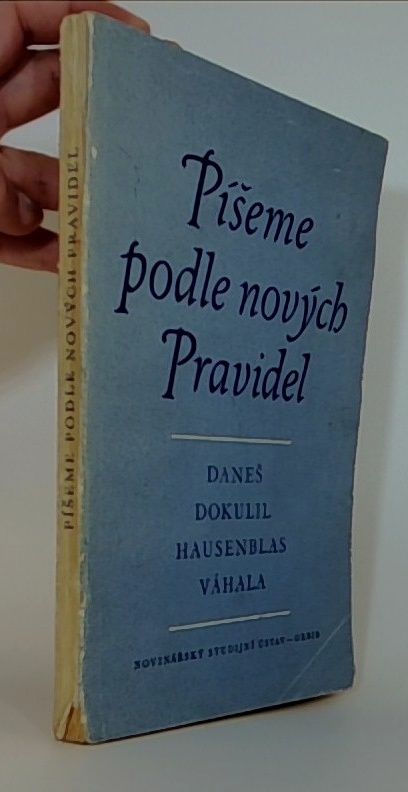 PÍŠEME PODLE NOVÝCH PRAVIDEL
Píšeme
podle nových
Pravidel
DANEŠ
DOKULIL
HAUSENBLAS
VÁHALA
NOVINÁŘSKÝ STUDIJNÍ ÚSTAV—ORBIS